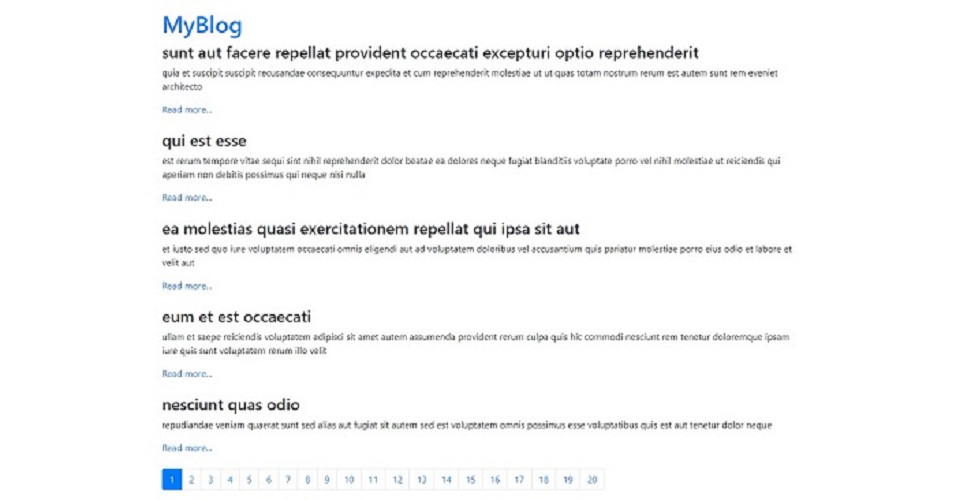 MyBlog
sunt aut facere repellat provident occaecati excepturi optio reprehenderit
quia et suscipit suscipit recusandae consequuntur expedita et cum reprehenderit molestiae ut ut quas totam nostrum rerum est autem sunt rem eveniet
architecto
Read more...
qui est esse
est rerum tempore vitae sequi sint nihil reprehenderit dolor beatae ea dolores neque fugiat blanditiis voluptate porro vel nihil molestiae ut reiciendis qui
aperiam non debitis possimus qui neque nisi nulla
Read more...
ea molestias quasi exercitationem repellat qui ipsa sit aut
et iusto sed quo iure voluptatem occaecati omnis eligendi aut ad voluptatem doloribus vel accusantium quis pariatur molestiae porro eius odio et labore et
velit aut
Read more...
eum et est occaecati
ullam et saepe reiciendis voluptatem adipisci sit amet autem assumenda provident rerum culpa quis hic commodi nesciunt rem tenetur doloremque ipsam
iure quis sunt voluptatem rerum illo velit
Read more...
nesciunt quas odio
repudiandae veniam quaerat sunt sed alias aut fugiat sit autem sed est voluptatem omnis possimus esse voluptatibus quis est aut tenetur dolor neque
Read more...
1 2 3 4 5 6 7 8 9 10 11 12 13 14 15 16 17 18 19 20